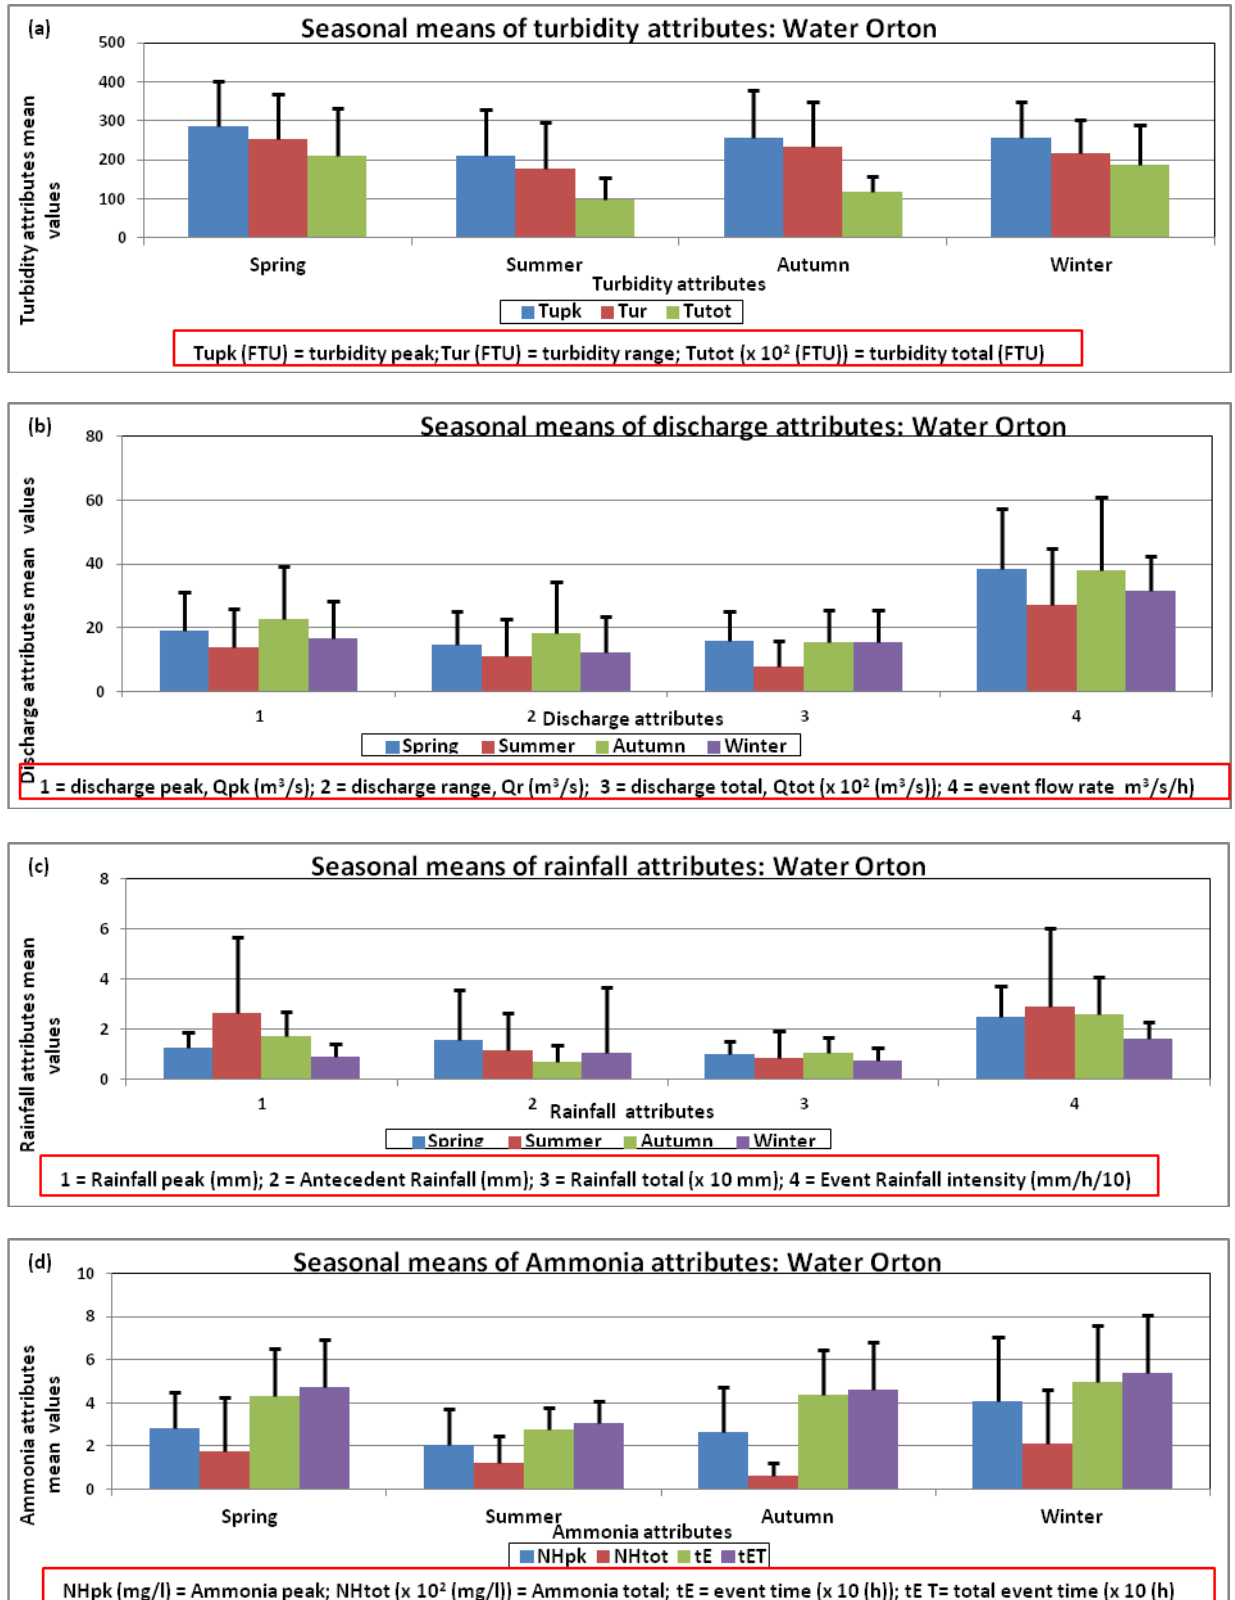 (a)
Seasonal means of turbidity attributes: Water Orton
Turbidity attributes mean
values
500
400
300
200
100
0
Spring Summer Autumn Winter
Turbidity attributes
Tupk Tur Tutot
Tupk (FTU) = turbidity peak;Tur (FTU) = turbidity range; Tutot (x 10² (FTU)) = turbidity total (FTU)
(b)
Seasonal means of discharge attributes: Water Orton
Discharge attributes mean values
80
60
40
20
0
1 2 3 4
Discharge attributes
Spring Summer Autumn Winter
1 = discharge peak, Qpk (m³/s); 2 = discharge range, Qr (m³/s); 3 = discharge total, Qtot (x 10² (m³/s)); 4 = event flow rate m³/s/h)
(c)
Seasonal means of rainfall attributes: Water Orton
Rainfall attributes mean
values
8
6
4
2
0
1 2 3 4
Rainfall attributes
Spring Summer Autumn Winter
1 = Rainfall peak (mm); 2 = Antecedent Rainfall (mm); 3 = Rainfall total (x 10 mm); 4 = Event Rainfall intensity (mm/h/10)
(d)
Seasonal means of Ammonia attributes: Water Orton
Ammonia attributes
mean values
10
8
6
4
2
0
Spring Summer Autumn Winter
Ammonia attributes
NHpk NHtot tE tET
NHpk (mg/l) = Ammonia peak; NHtot (x 10² (mg/l)) = Ammonia total; tE = event time (x 10 (h)); tE T= total event time (x 10 (h)